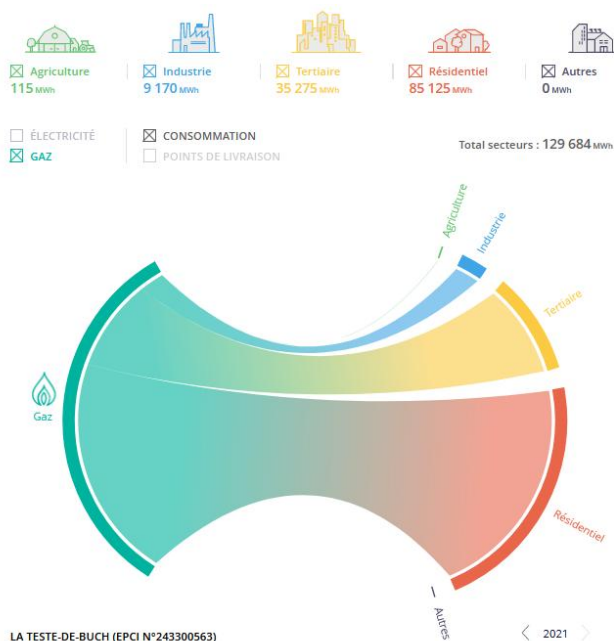 Agriculture
115 MWh
Industrie
9 170 MWh
Tertiaire
35 275 MWh
Résidentiel
85 125 MWh
Autres
0 MWh
ÉLECTRICITÉ
GAZ
CONSOMMATION
POINTS DE LIVRAISON
Total secteurs : 129 684 MWh
Agriculture
Industrie
Tertiaire
Gaz
Résidentiel
Autres
LA TESTE-DE-BUCH (EPCI N°243300563)
2021